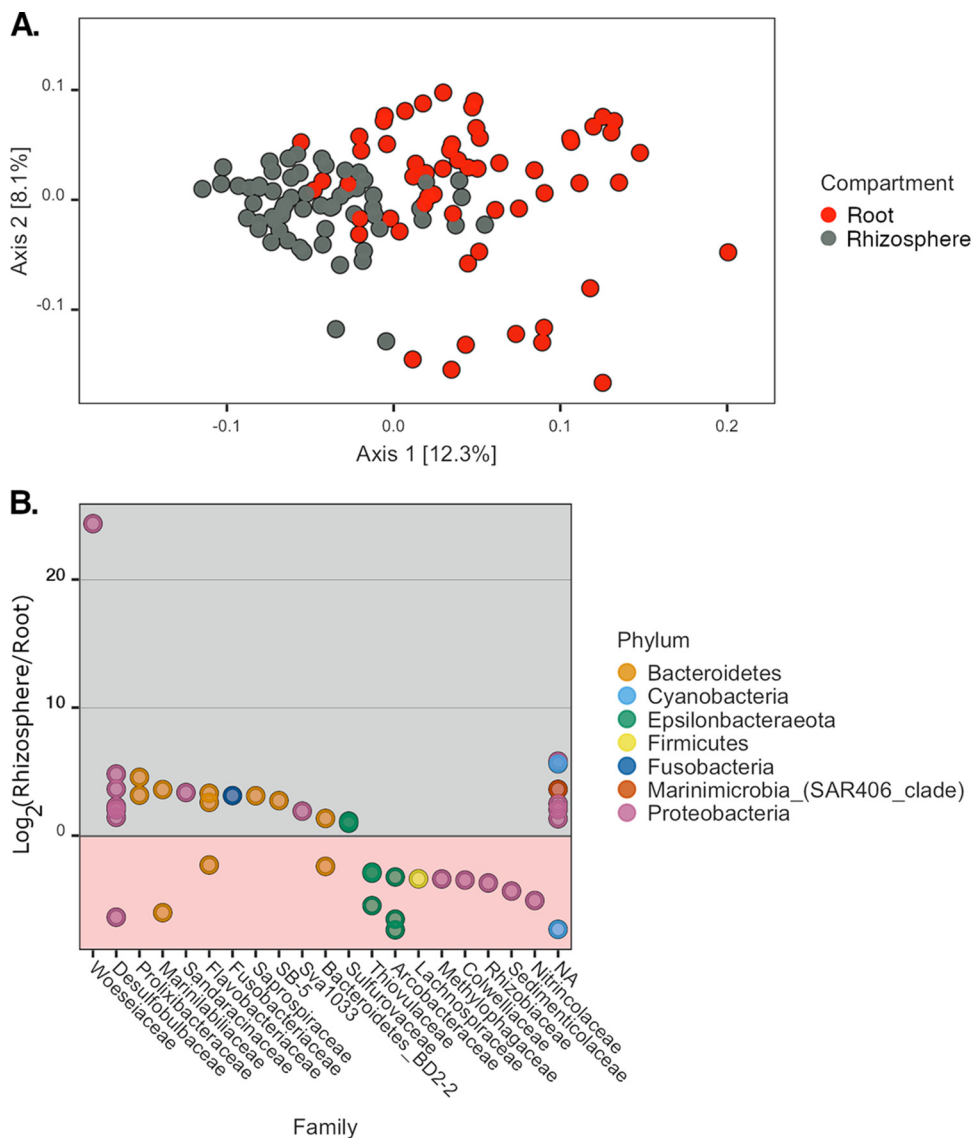 A.
0.1
0.0
-0.1
Axis 2 [8.1%]
-0.1
0.0
0.1
0.2
Axis 1 [12.3%]
Compartment
Root
Rhizosphere
B.
20
10
0
Log2(Rhizosphere/Root)
Woeseiaceae
Desulfobulbaceae
Prolixibacteraceae
Marinilabiliaceae
Sandaracinaceae
Flavobacteriaceae
Fusobacteriaceae
Saprospiraceae
SB-5
Sva1033
Bacteroidetes_BD2-2
Sulfurovaceae
Thiovulaceae
Arcobacteraceae
Lachnospiraceae
Methylophagaceae
Colwelliaceae
Rhizobiaceae
Sedimenticolaceae
Nitrincolaceae
NA
Family
Phylum
Bacteroidetes
Cyanobacteria
Epsilonbacteraeota
Firmicutes
Fusobacteria
Marinimicrobia_(SAR406_clade)
Proteobacteria